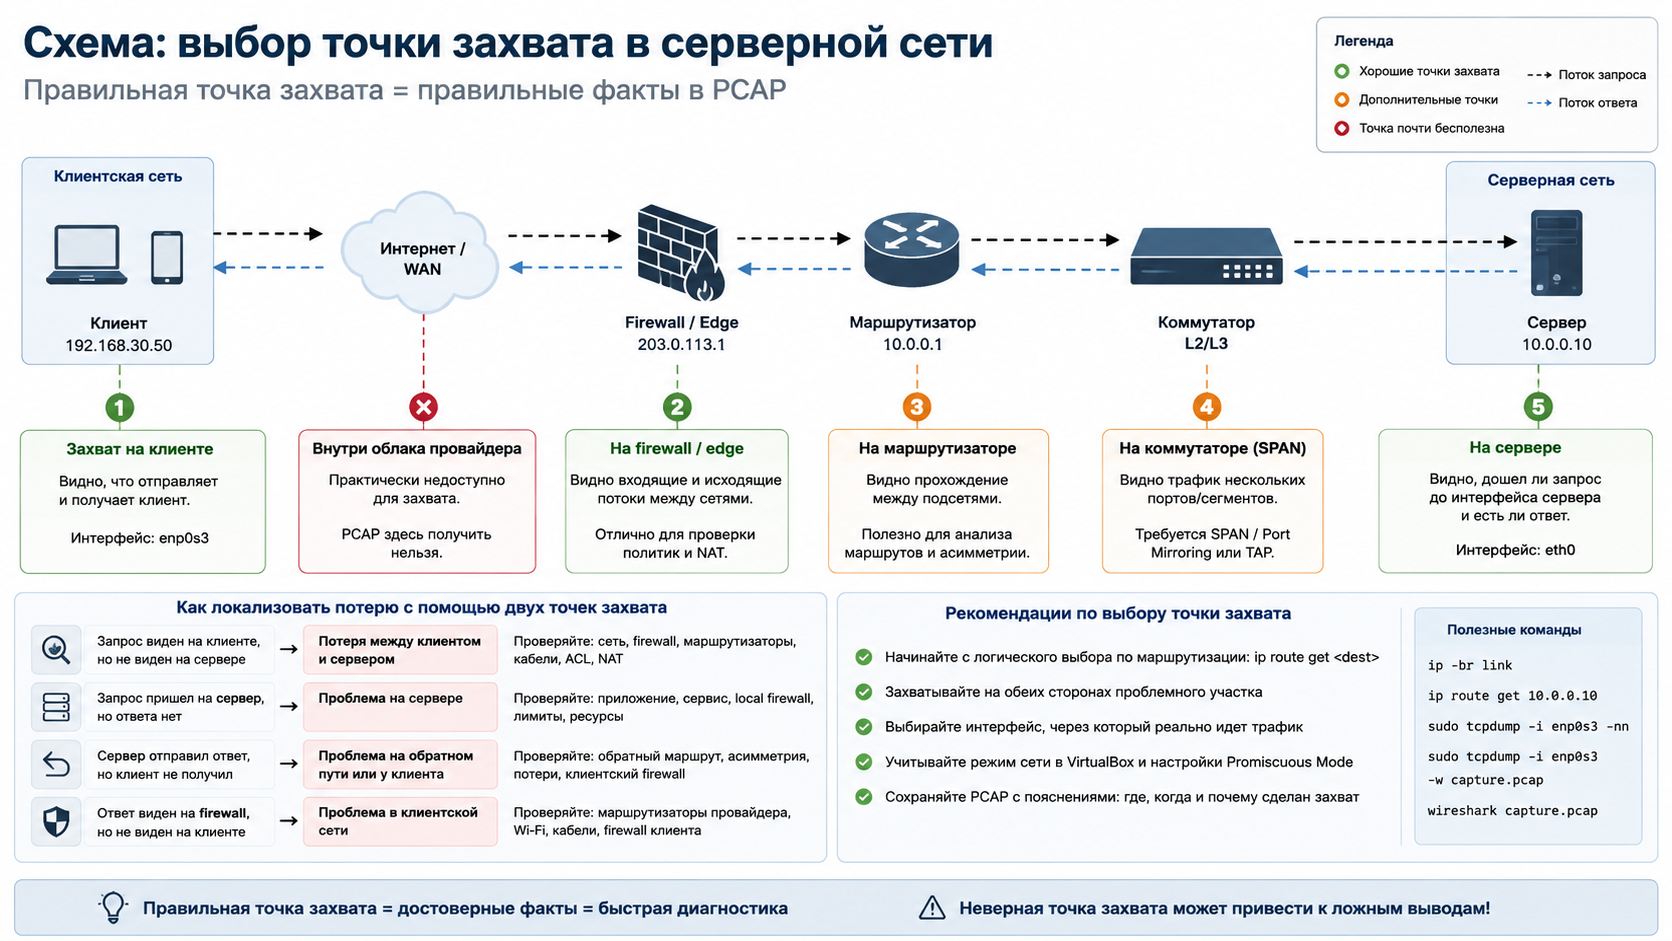 Схема: выбор точки захвата в серверной сети
Правильная точка захвата = правильные факты в PCAP
Легенда
Хорошие точки захвата
Дополнительные точки
Точка почти бесполезна
Поток запроса
Поток ответа
Клиентская сеть
Клиент
192.168.30.50
Интернет /
WAN
Firewall / Edge
203.0.113.1
Маршрутизатор
10.0.0.1
Коммутатор
L2/L3
Серверная сеть
Сервер
10.0.0.10
1
Захват на клиенте
Видно, что отправляет
и получает клиент.
Интерфейс: enp0s3
Внутри облака провайдера
Практически недоступно
для захвата.
PCAP здесь получить
нельзя.
2
На firewall / edge
Видно входящие и исходящие
потоки между сетями.
Отлично для проверки
политик и NAT.
3
На маршрутизаторе
Видно прохождение
между подсетями.
Полезно для анализа
маршрутов и асимметрии.
4
На коммутаторе (SPAN)
Видно трафик нескольких
портов/сегментов.
Требуется SPAN / Port
Mirroring или TAP.
5
На сервере
Видно, дошел ли запрос
до интерфейса сервера
и есть ли ответ.
Интерфейс: eth0
Как локализовать потерю с помощью двух точек захвата
Запрос виден на клиенте,
но не виден на сервере
Потеря между клиентом
и сервером
Проверяйте: сеть, firewall, маршрутизаторы,
кабели, ACL, NAT
Запрос пришел на сервер,
но ответа нет
Проблема на сервере
Проверяйте: приложение, сервис, local firewall,
лимиты, ресурсы
Сервер отправил ответ,
но клиент не получил
Проблема на обратном
пути или у клиента
Проверяйте: обратный маршрут, асимметрия,
потери, клиентский firewall
Ответ виден на firewall,
но не виден на клиенте
Проблема в клиентской
сети
Проверяйте: маршрутизаторы провайдера,
Wi-Fi, кабели, firewall клиента
Рекомендации по выбору точки захвата
Начинайте с логического выбора по маршрутизации: ip route get <dest>
Захватывайте на обеих сторонах проблемного участка
Выбирайте интерфейс, через который реально идет трафик
Учитывайте режим сети в VirtualBox и настройки Promiscuous Mode
Сохраняйте PCAP с пояснениями: где, когда и почему сделан захват
Полезные команды
ip -br link
ip route get 10.0.0.10
sudo tcpdump -i enp0s3 -nn
sudo tcpdump -i enp0s3
-w capture.pcap
wireshark capture.pcap
Правильная точка захвата = достоверные факты = быстрая диагностика
Неверная точка захвата может привести к ложным выводам!